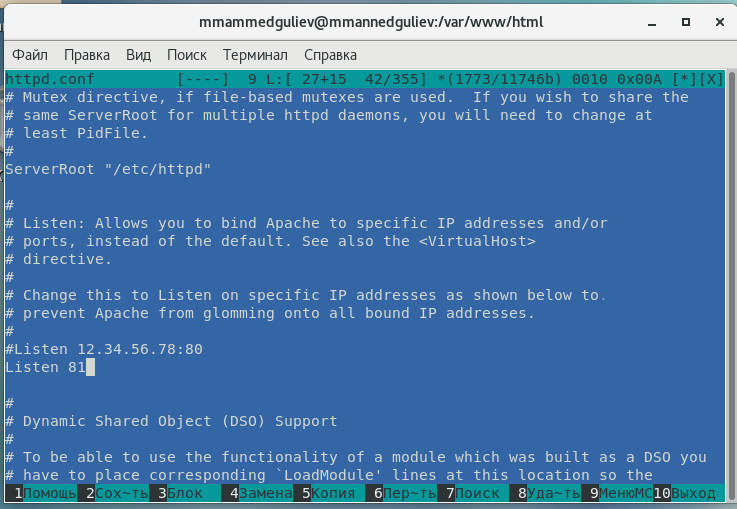 mmammedguliev@mmannedguliev:/var/www/html
Файл Правка Вид Поиск Терминал Справка
httpd.conf [----] 9 L:[ 27+15 42/355] *(1773/11746b) 0010 0x00A [*][X]
# Mutex directive, if file-based mutexes are used.  If you wish to share the
# same ServerRoot for multiple httpd daemons, you will need to change at
# least PidFile.
#
ServerRoot "/etc/httpd"
#
# Listen: Allows you to bind Apache to specific IP addresses and/or
# ports, instead of the default. See also the <VirtualHost>
# directive.
#
# Change this to Listen on specific IP addresses as shown below to.
# prevent Apache from glomming onto all bound IP addresses.
#
#Listen 12.34.56.78:80
Listen 81
#
# Dynamic Shared Object (DSO) Support
#
# To be able to use the functionality of a module which was built as a DSO you
# have to place corresponding `LoadModule' lines at this location so the
1Помощь 2Сох~ть 3Блок 4Замена 5Копия 6Пер~ть 7Поиск 8Уда~ть 9МенюMC 10Выход